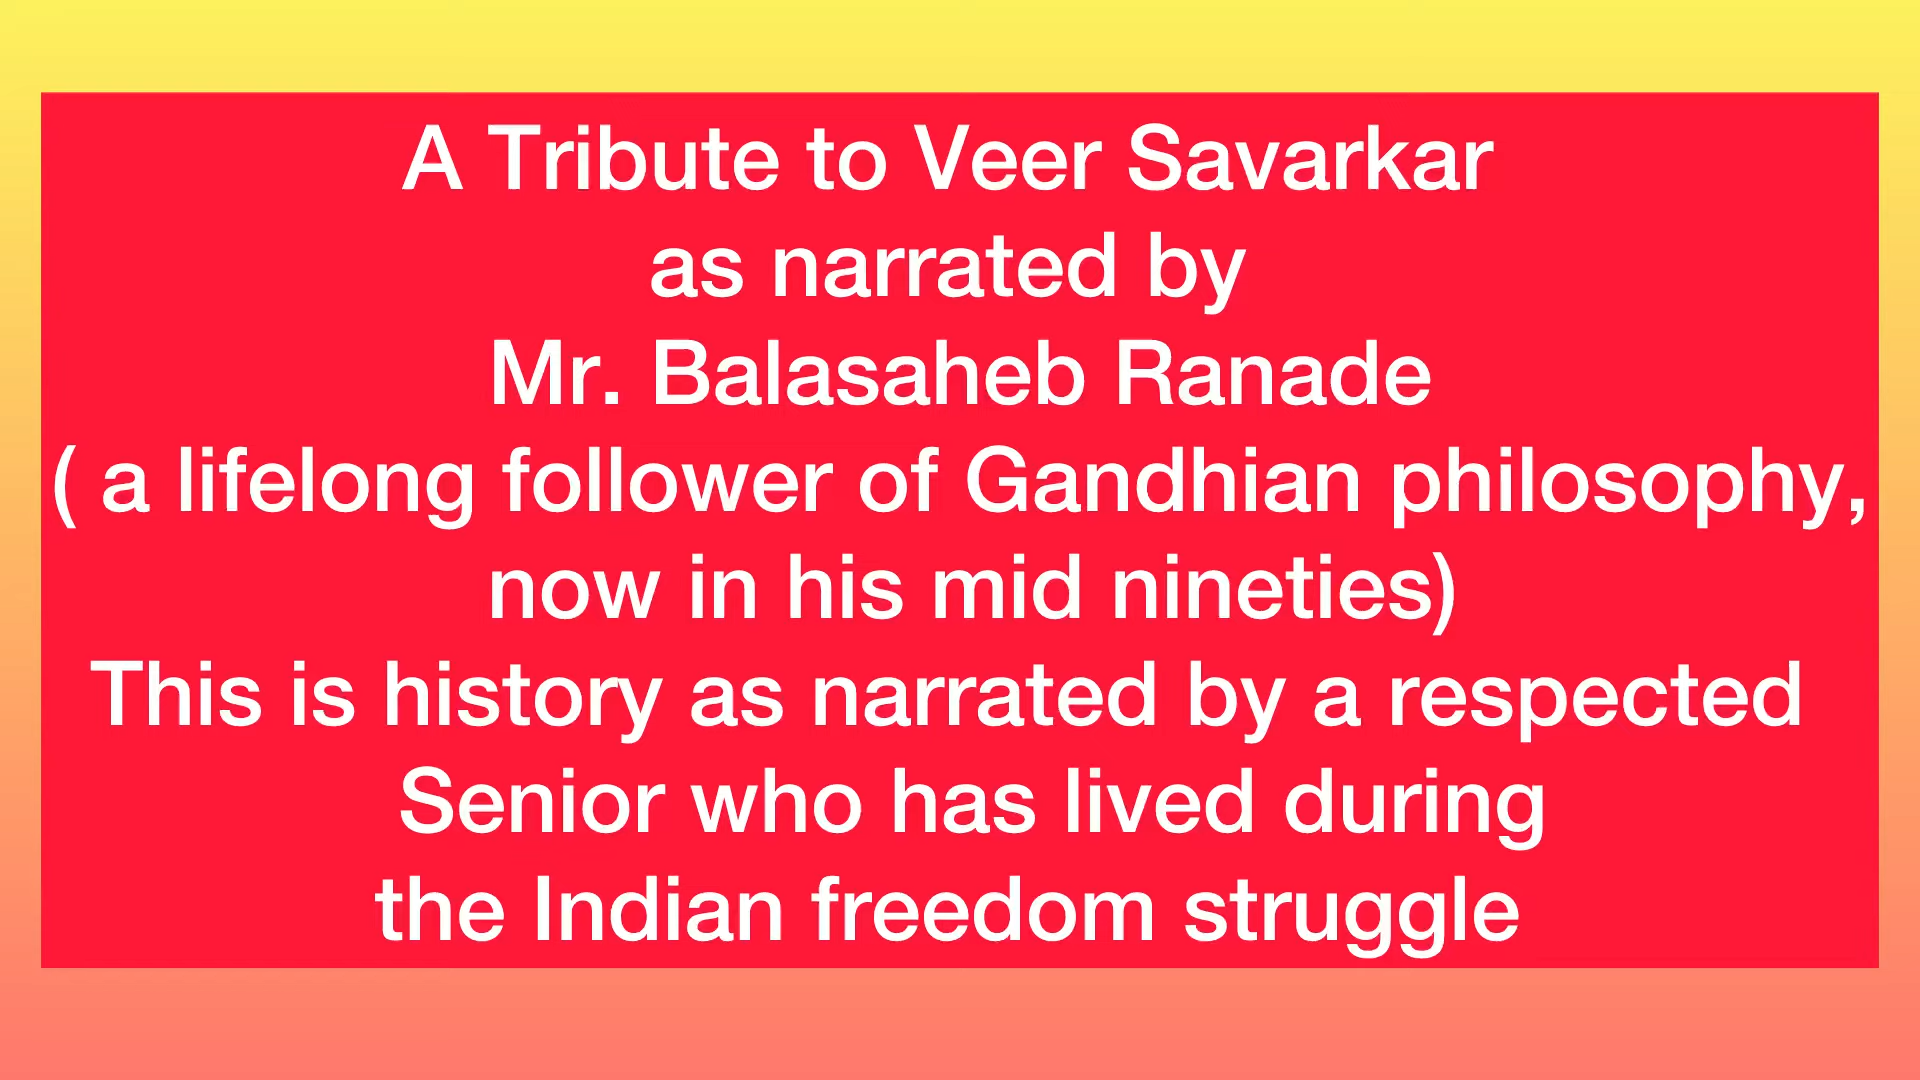 A Tribute to Veer Savarkar
as narrated by
Mr. Balasaheb Ranade
( a lifelong follower of Gandhian philosophy,
now in his mid nineties)
This is history as narrated by a respected
Senior who has lived during
the Indian freedom struggle